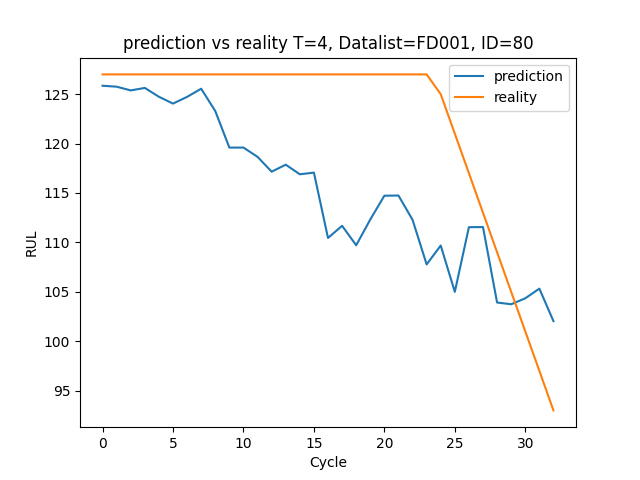 prediction vs reality T=4, Datalist=FD001, ID=80
prediction
reality
125
120
115
110
105
100
95
RUL
0 5 10 15 20 25 30
Cycle